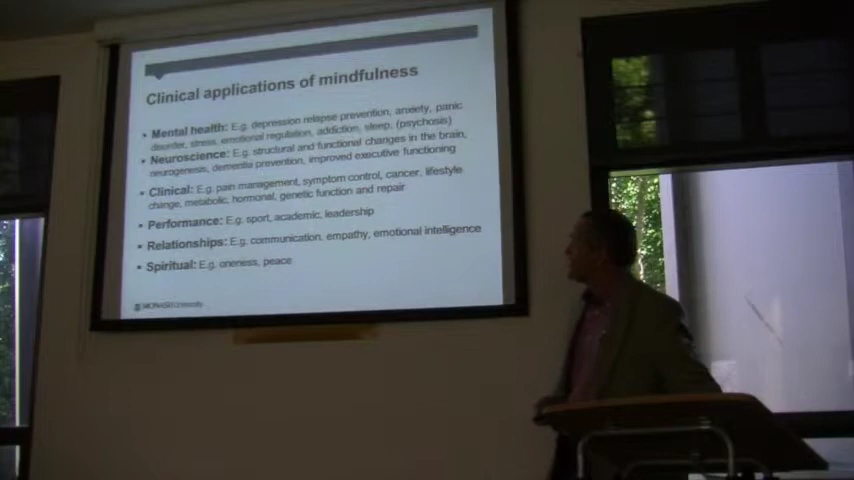 Clinical applications of mindfulness
▪ Mental health: E.g. depression relapse prevention, anxiety, panic
disorder, stress, emotional regulation, addiction, sleep, (psychosis)
▪ Neuroscience: E.g. structural and functional changes in the brain,
neurogenesis, dementia prevention, improved executive functioning
▪ Clinical: E.g. pain management, symptom control, cancer, lifestyle
change, metabolic, hormonal, genetic function and repair
▪ Performance: E.g. sport, academic, leadership
▪ Relationships: E.g. communication, empathy, emotional intelligence
▪ Spiritual: E.g. oneness, peace
MONASH University